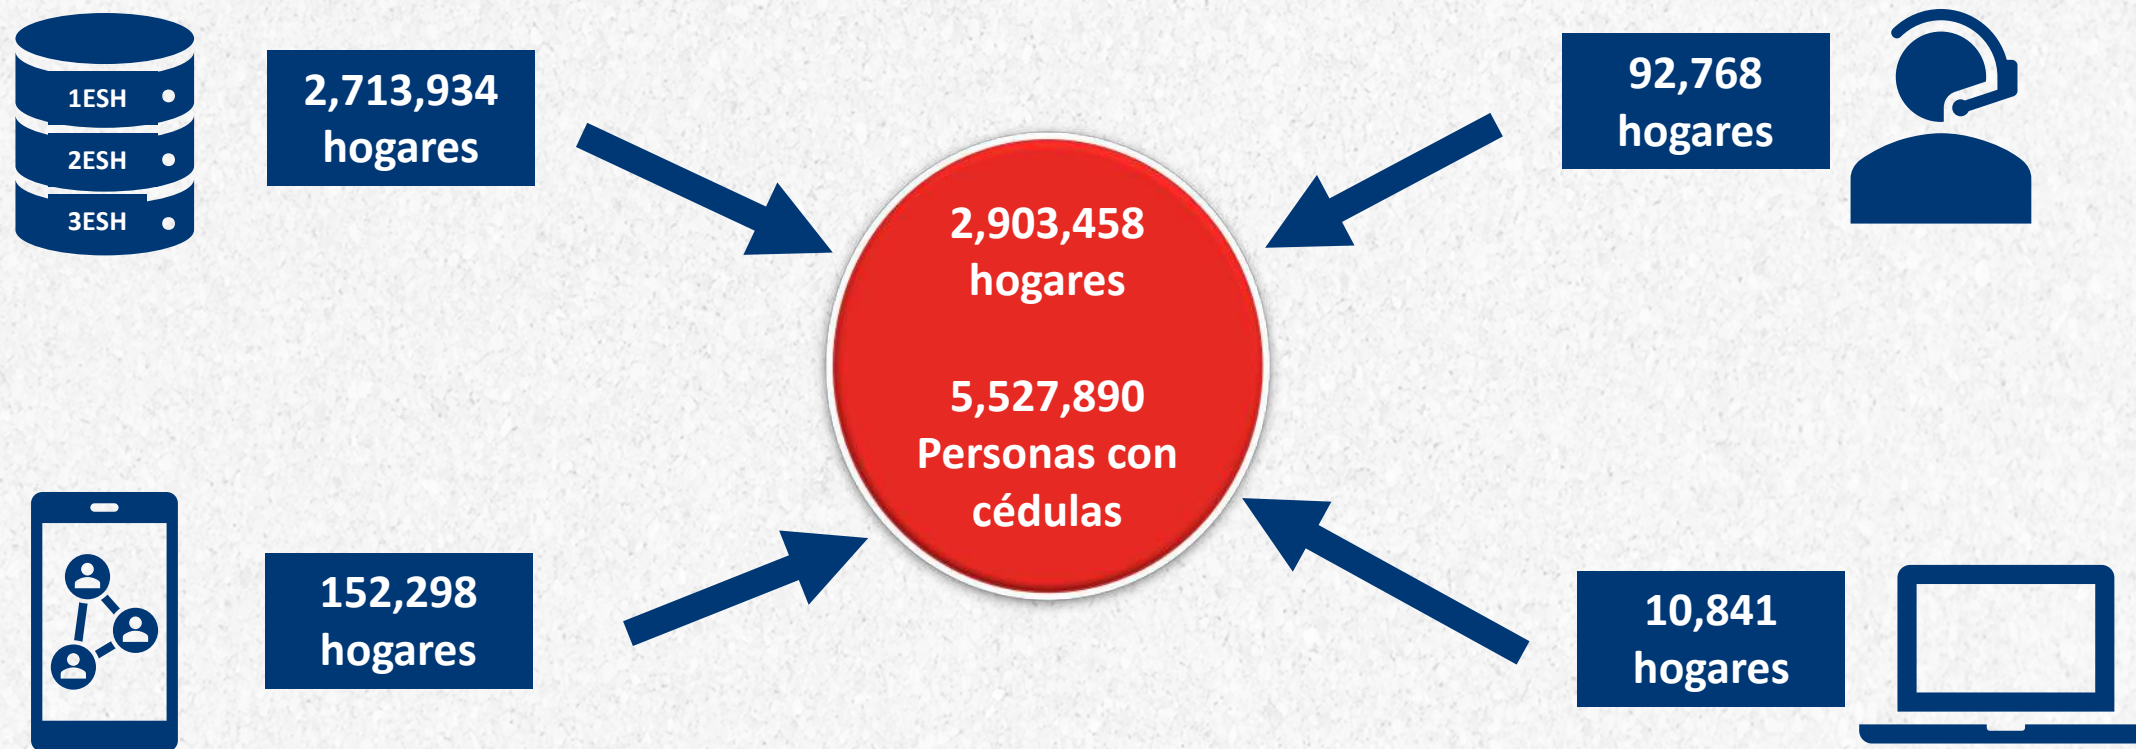 1ESH
2ESH
3ESH
2,713,934
hogares
92,768
hogares
2,903,458
hogares
5,527,890
Personas con
cédulas
152,298
hogares
10,841
hogares